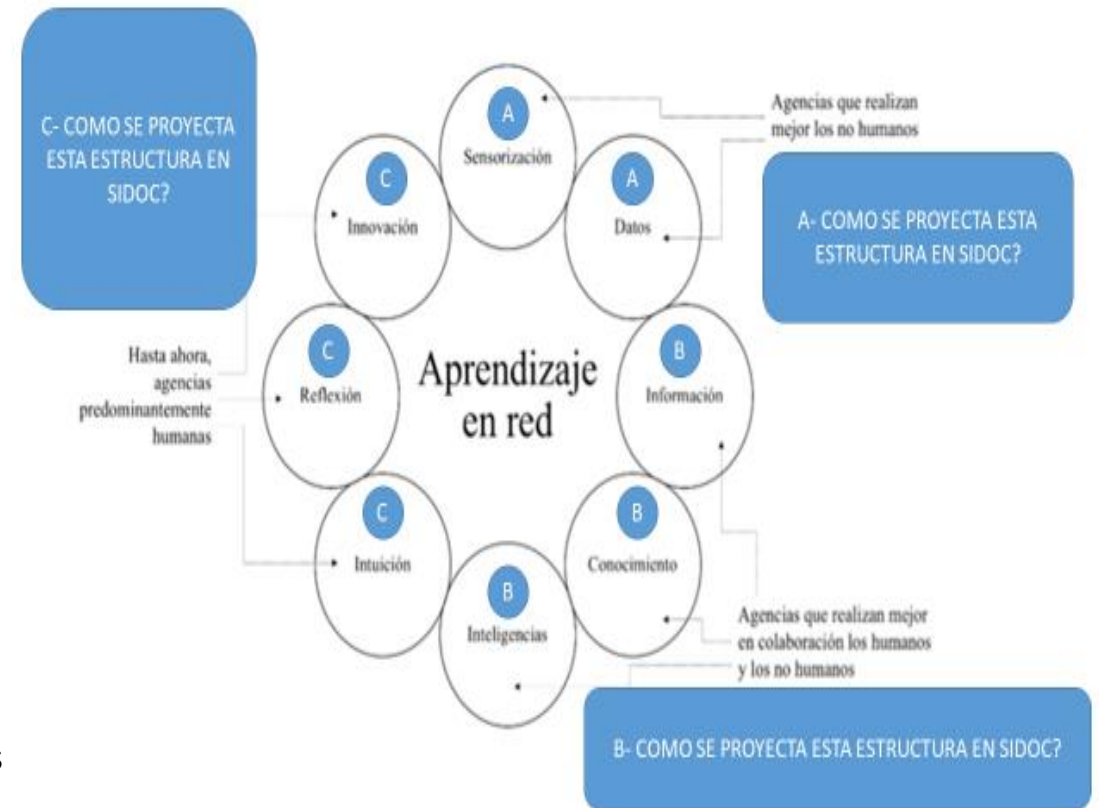 C- COMO SE PROYECTA
ESTA ESTRUCTURA EN
SIDOC?
A
Sensorización
Agencias que realizan
mejor los no humanos
C
Innovación
A
Datos
A- COMO SE PROYECTA ESTA
ESTRUCTURA EN SIDOC?
Hasta ahora,
agencias
predominantemente
humanas
C
Reflexión
Aprendizaje
en red
B
Información
C
Intuición
B
Conocimiento
B
Inteligencias
Agencias que realizan mejor
en colaboración los humanos
y los no humanos
B- COMO SE PROYECTA ESTA ESTRUCTURA EN SIDOC?